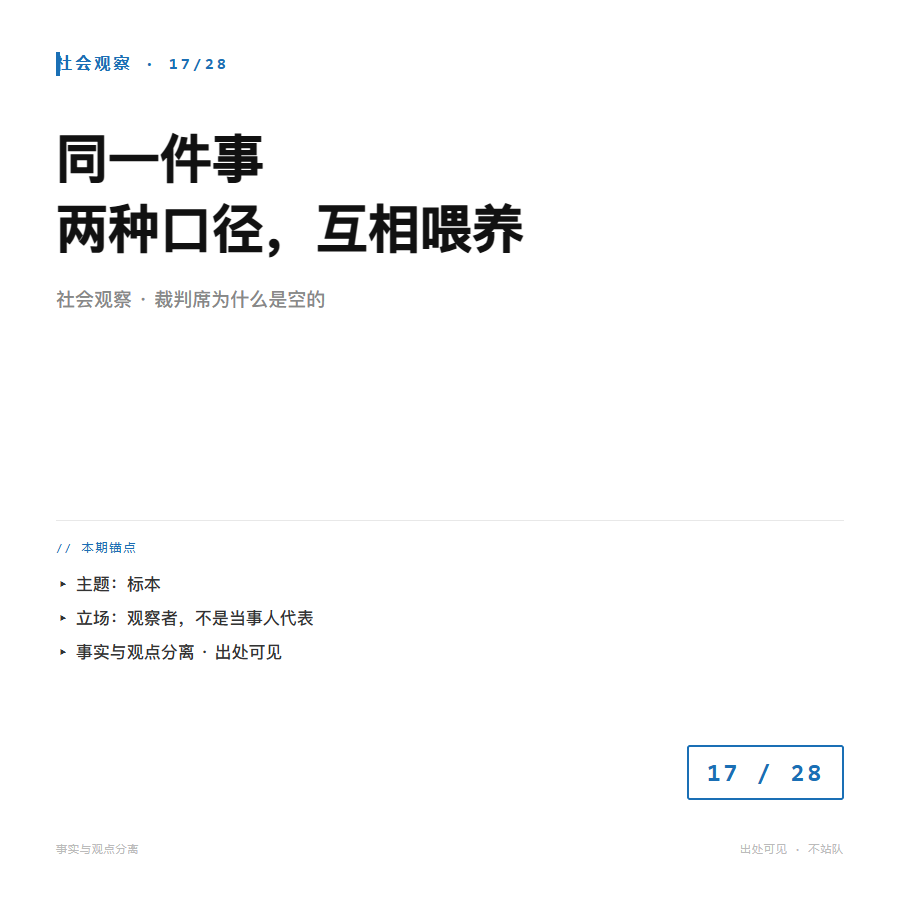 社会观察 · 17/28
同一件事
两种口径，互相喂养
社会观察 · 裁判席为什么是空的
// 本期锚点
▸ 主题：标本
▸ 立场：观察者，不是当事人代表
▸ 事实与观点分离 · 出处可见
17 / 28
事实与观点分离
出处可见 · 不站队